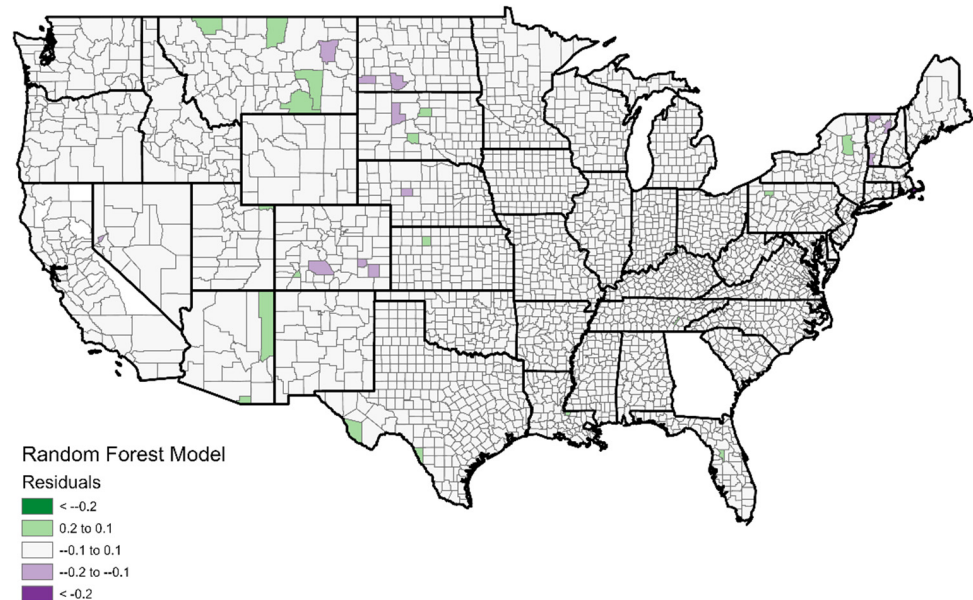 Random Forest Model
Residuals
< --0.2
0.2 to 0.1
--0.1 to 0.1
--0.2 to --0.1
< -0.2